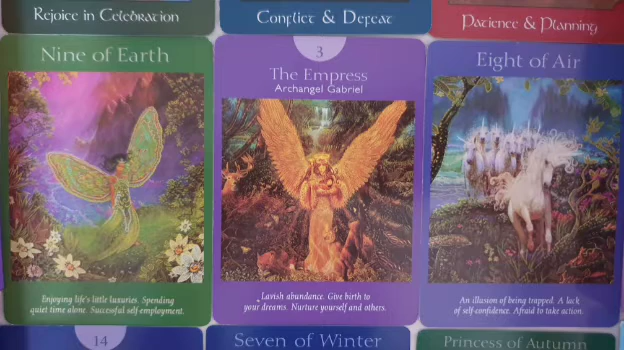 Rejoice in Celebration
Conflict & Defeat
Patience & Planning
Nine of Earth
3
The Empress
Archangel Gabriel
Eight of Air
Enjoying life's little luxuries. Spending
quiet time alone. Successful self-employment.
Lavish abundance. Give birth to
your dreams. Nurture yourself and others.
An illusion of being trapped. A lack
of self-confidence. Afraid to take action.
14
Seven of Winter
Princess of Autumn